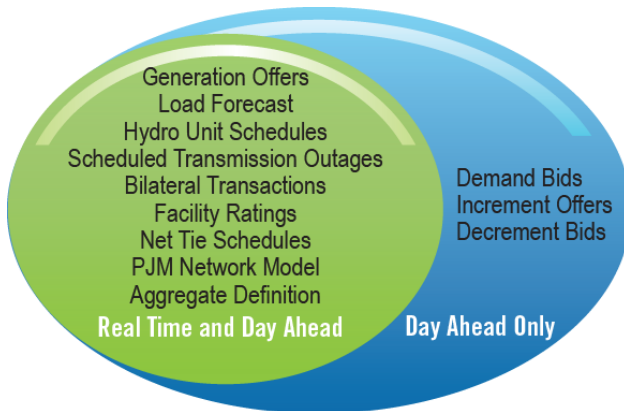 Generation Offers
Load Forecast
Hydro Unit Schedules
Scheduled Transmission Outages
Bilateral Transactions
Facility Ratings
Net Tie Schedules
PJM Network Model
Aggregate Definition
Real Time and Day Ahead
Demand Bids
Increment Offers
Decrement Bids
Day Ahead Only